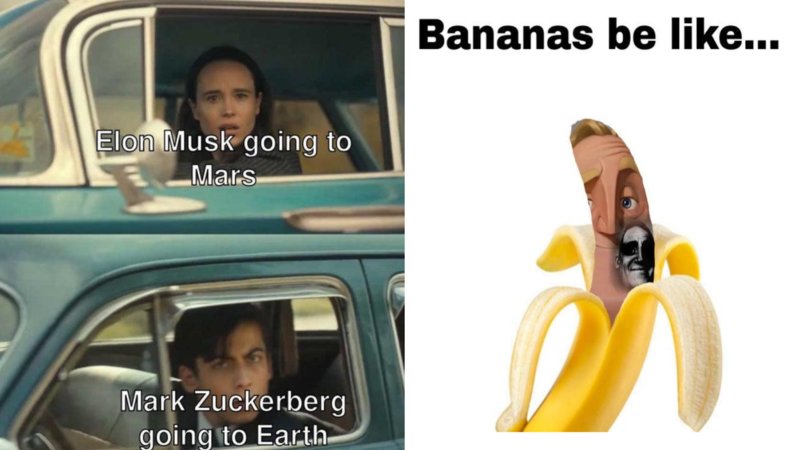 Elon Musk going to
Mars
Mark Zuckerberg
going to Earth
Bananas be like...